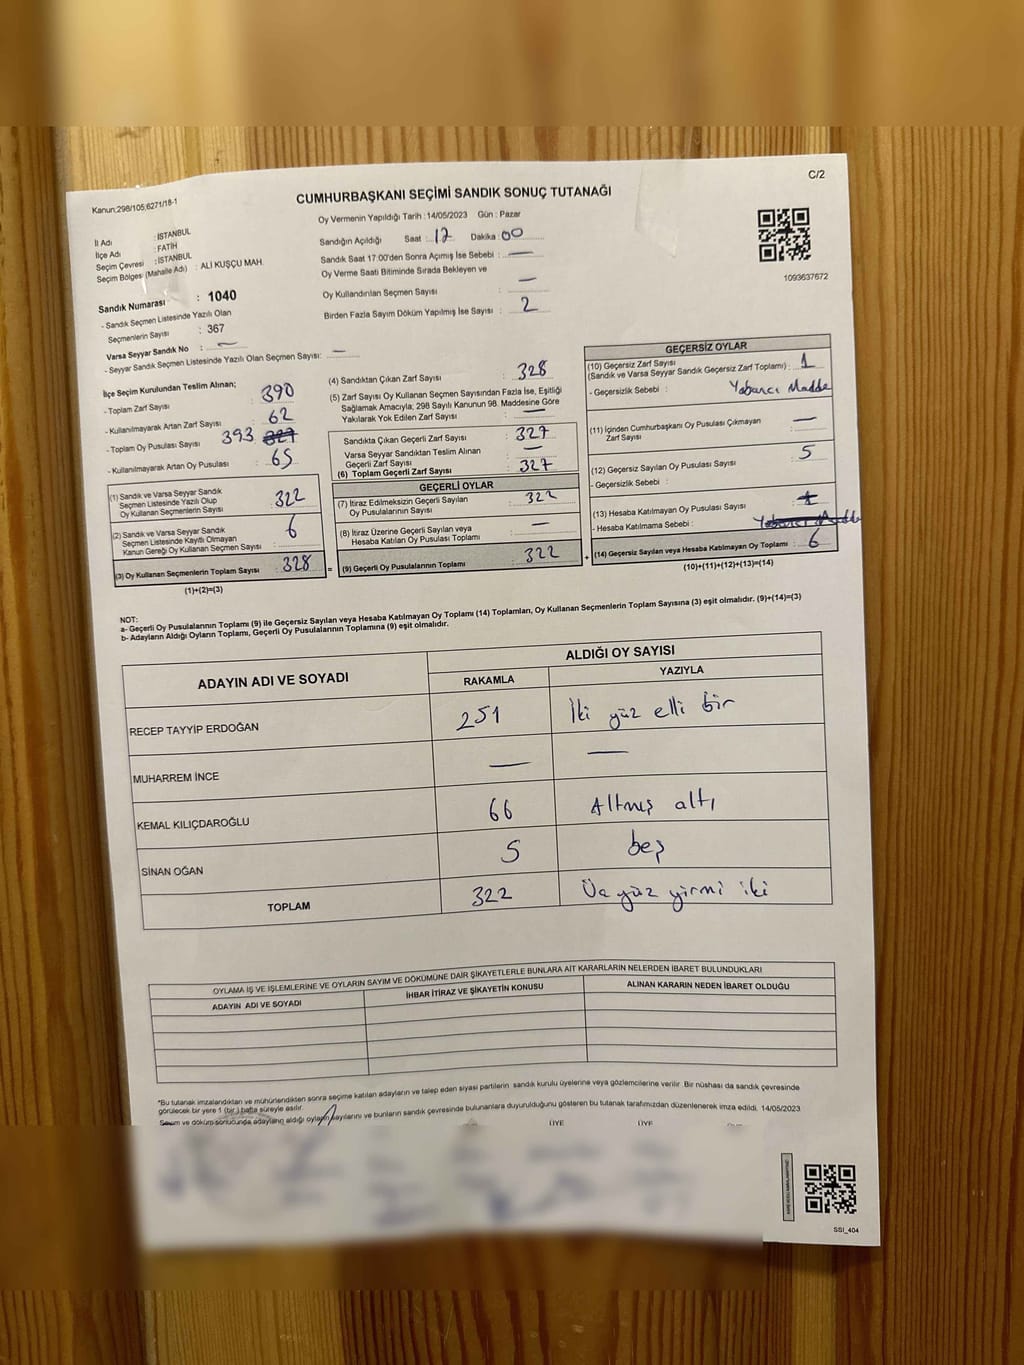 C/2
CUMHURBAŞKANI SEÇİMİ SANDIK SONUÇ TUTANAĞI
Kanun:298/105,6271/18-1
Oy Vermenin Yapıldığı Tarih : 14/05/2023 Gün : Pazar
İl Adı : İSTANBUL
İlçe Adı : FATİH
Seçim Çevresi : İSTANBUL
Seçim Bölgesi (Mahalle Adı) : ALİ KUŞÇU MAH.
Sandık Numarası : 1040
- Sandık Seçmen Listesinde Yazılı Olan
Seçmenlerin Sayısı : 367
Varsa Seyyar Sandık No : —
- Seyyar Sandık Seçmen Listesinde Yazılı Olan Seçmen Sayısı: —
Sandığın Açıldığı Saat : 17 Dakika : 00
Sandık Saat 17:00'den Sonra Açımış İse Sebebi : —
Oy Verme Saati Bitiminde Sırada Bekleyen ve
Oy Kullandırılan Seçmen Sayısı : —
Birden Fazla Sayım Döküm Yapılmış İse Sayısı : 2
1093637672
İlçe Seçim Kurulundan Teslim Alınan;
- Toplam Zarf Sayısı : 390
- Kullanılmayarak Artan Zarf Sayısı : 62
- Toplam Oy Pusulası Sayısı 393 : 327
- Kullanılmayarak Artan Oy Pusulası : 65
(1) Sandık ve Varsa Seyyar Sandık
Seçmen Listesinde Yazılı Olup
Oy Kullanan Seçmenlerin Sayısı : 322
(2) Sandık ve Varsa Seyyar Sandık
Seçmen Listesinde Kayıtlı Olmayan
Kanun Gereği Oy Kullanan Seçmen Sayısı : 6
(3) Oy Kullanan Seçmenlerin Toplam Sayısı : 328 =
(1)+(2)=(3)
(4) Sandıktan Çıkan Zarf Sayısı : 328
(5) Zarf Sayısı Oy Kullanan Seçmen Sayısından Fazla İse, Eşitliği
Sağlamak Amacıyla; 298 Sayılı Kanunun 98. Maddesine Göre
Yakılarak Yok Edilen Zarf Sayısı : —
Sandıkta Çıkan Geçerli Zarf Sayısı : 327
Varsa Seyyar Sandıktan Teslim Alınan
Geçerli Zarf Sayısı : —
(6) Toplam Geçerli Zarf Sayısı : 327
GEÇERLİ OYLAR
(7) İtiraz Edilmeksizin Geçerli Sayılan
Oy Pusulalarının Sayısı : 322
(8) İtiraz Üzerine Geçerli Sayılan veya
Hesaba Katılan Oy Pusulası Toplamı : —
(9) Geçerli Oy Pusulalarının Toplamı : 322 +
GEÇERSİZ OYLAR
(10) Geçersiz Zarf Sayısı
(Sandık ve Varsa Seyyar Sandık Geçersiz Zarf Toplamı) : 1
- Geçersizlik Sebebi : Yabancı Madde
(11) İçinden Cumhurbaşkanı Oy Pusulası Çıkmayan
Zarf Sayısı : —
(12) Geçersiz Sayılan Oy Pusulası Sayısı : 5
- Geçersizlik Sebebi :
(13) Hesaba Katılmayan Oy Pusulası Sayısı : 1
- Hesaba Katılmama Sebebi : Yabancı Madde
(14) Geçersiz Sayılan veya Hesaba Katılmayan Oy Toplamı : 6
(10)+(11)+(12)+(13)=(14)
NOT:
a- Geçerli Oy Pusulalarının Toplamı (9) ile Geçersiz Sayılan veya Hesaba Katılmayan Oy Toplamı (14) Toplamları, Oy Kullanan Seçmenlerin Toplam Sayısına (3) eşit olmalıdır. (9)+(14)=(3)
b- Adayların Aldığı Oyların Toplamı, Geçerli Oy Pusulalarının Toplamına (9) eşit olmalıdır.
ADAYIN ADI VE SOYADI ALDIĞI OY SAYISI
RAKAMLA YAZIYLA
RECEP TAYYİP ERDOĞAN 251 İki yüz elli bir
MUHARREM İNCE — —
KEMAL KILIÇDAROĞLU 66 Altmış altı
SİNAN OĞAN 5 beş
TOPLAM 322 Üç yüz yirmi iki
OYLAMA İŞ VE İŞLEMLERİNE VE OYLARIN SAYIM VE DÖKÜMÜNE DAİR ŞİKAYETLERLE BUNLARA AİT KARARLARIN NELERDEN İBARET BULUNDUKLARI
ADAYIN ADI VE SOYADI İHBAR İTİRAZ VE ŞİKAYETİN KONUSU ALINAN KARARIN NEDEN İBARET OLDUĞU
*Bu tutanak imzalandıktan ve mühürlendikten sonra seçime katılan adayların ve talep eden siyasi partilerin sandık kurulu üyelerine veya gözlemcilerine verilir. Bir nüshası da sandık çevresinde
görülecek bir yere 1 (bir ) hafta süreyle asılır.
Sayım ve döküm sonucunda adayların aldığı oyların sayılarını ve bunların sandık çevresinde bulunanlara duyurulduğunu gösteren bu tutanak tarafımızdan düzenlenerek imza edildi. 14/05/2023
ÜYE ÜYE
SSI_404